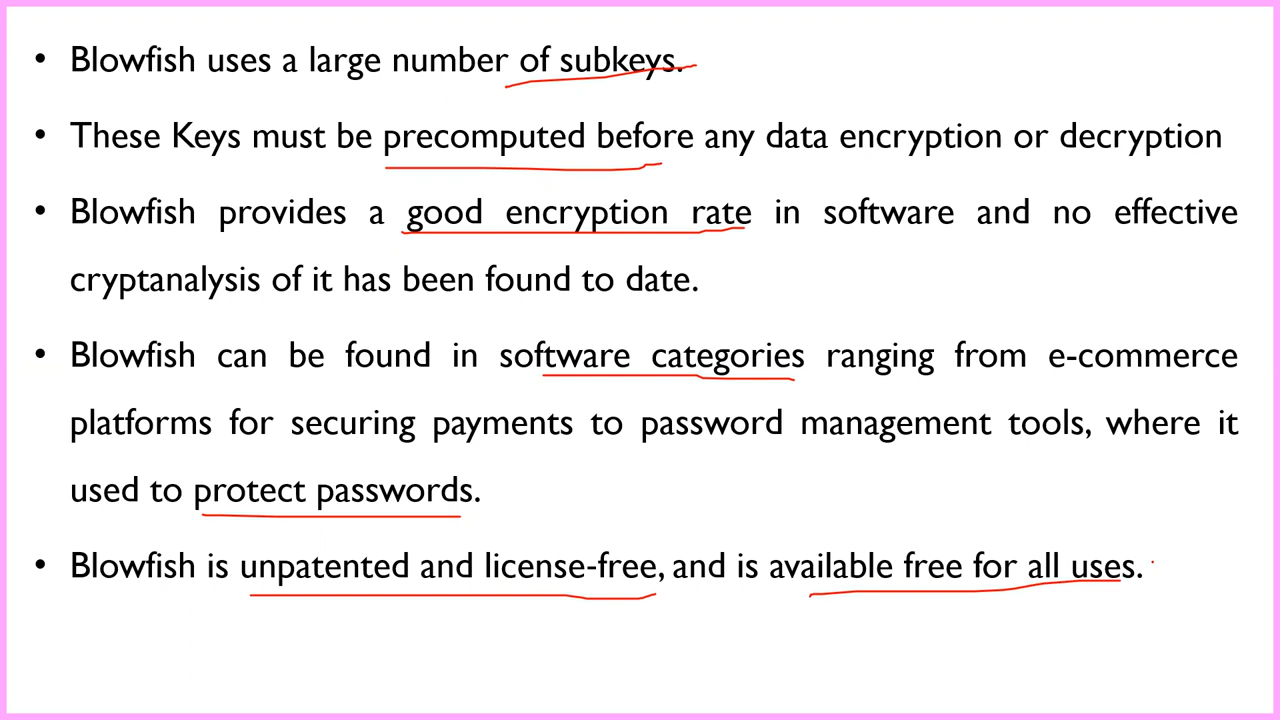 • Blowfish uses a large number of subkeys.
• These Keys must be precomputed before any data encryption or decryption
• Blowfish provides a good encryption rate in software and no effective
cryptanalysis of it has been found to date.
• Blowfish can be found in software categories ranging from e-commerce
platforms for securing payments to password management tools, where it
used to protect passwords.
• Blowfish is unpatented and license-free, and is available free for all uses.